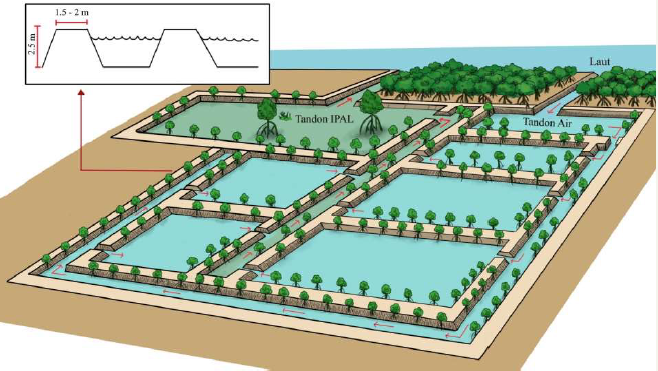 1.5 - 2 m
2.5 m
Laut
Tandon IPAL
Tandon Air